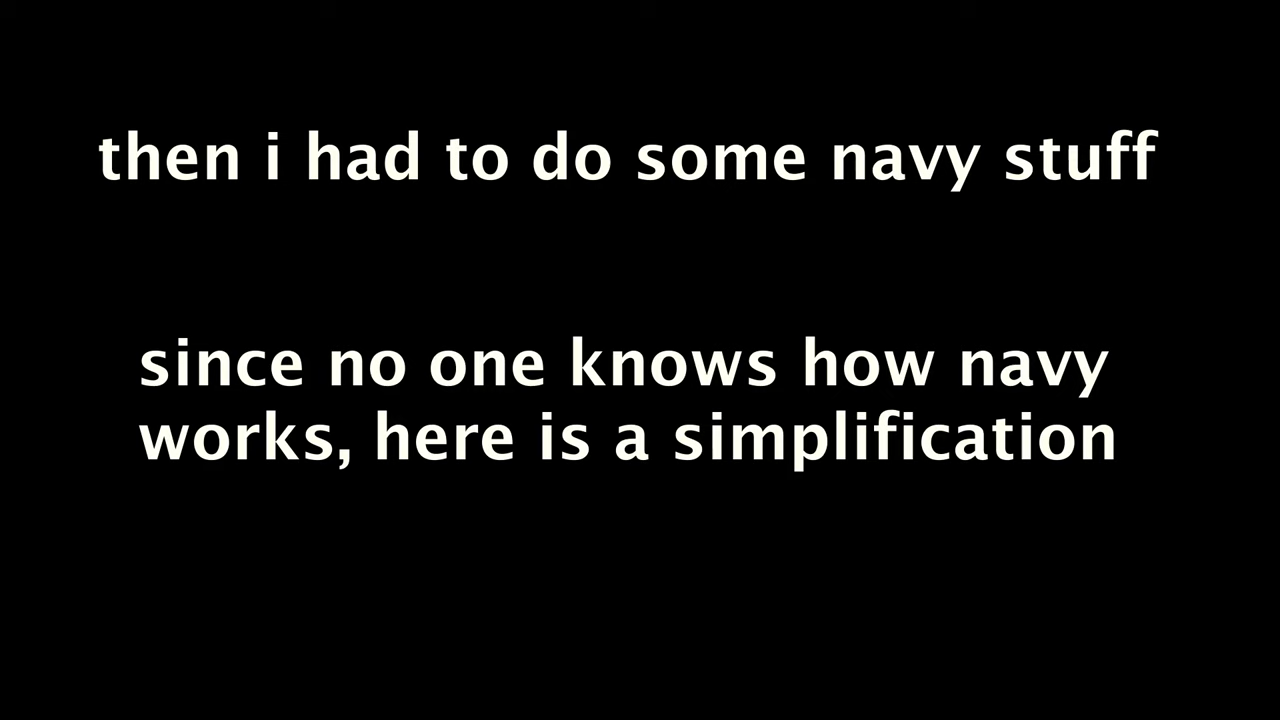 then i had to do some navy stuff
since no one knows how navy
works, here is a simplification